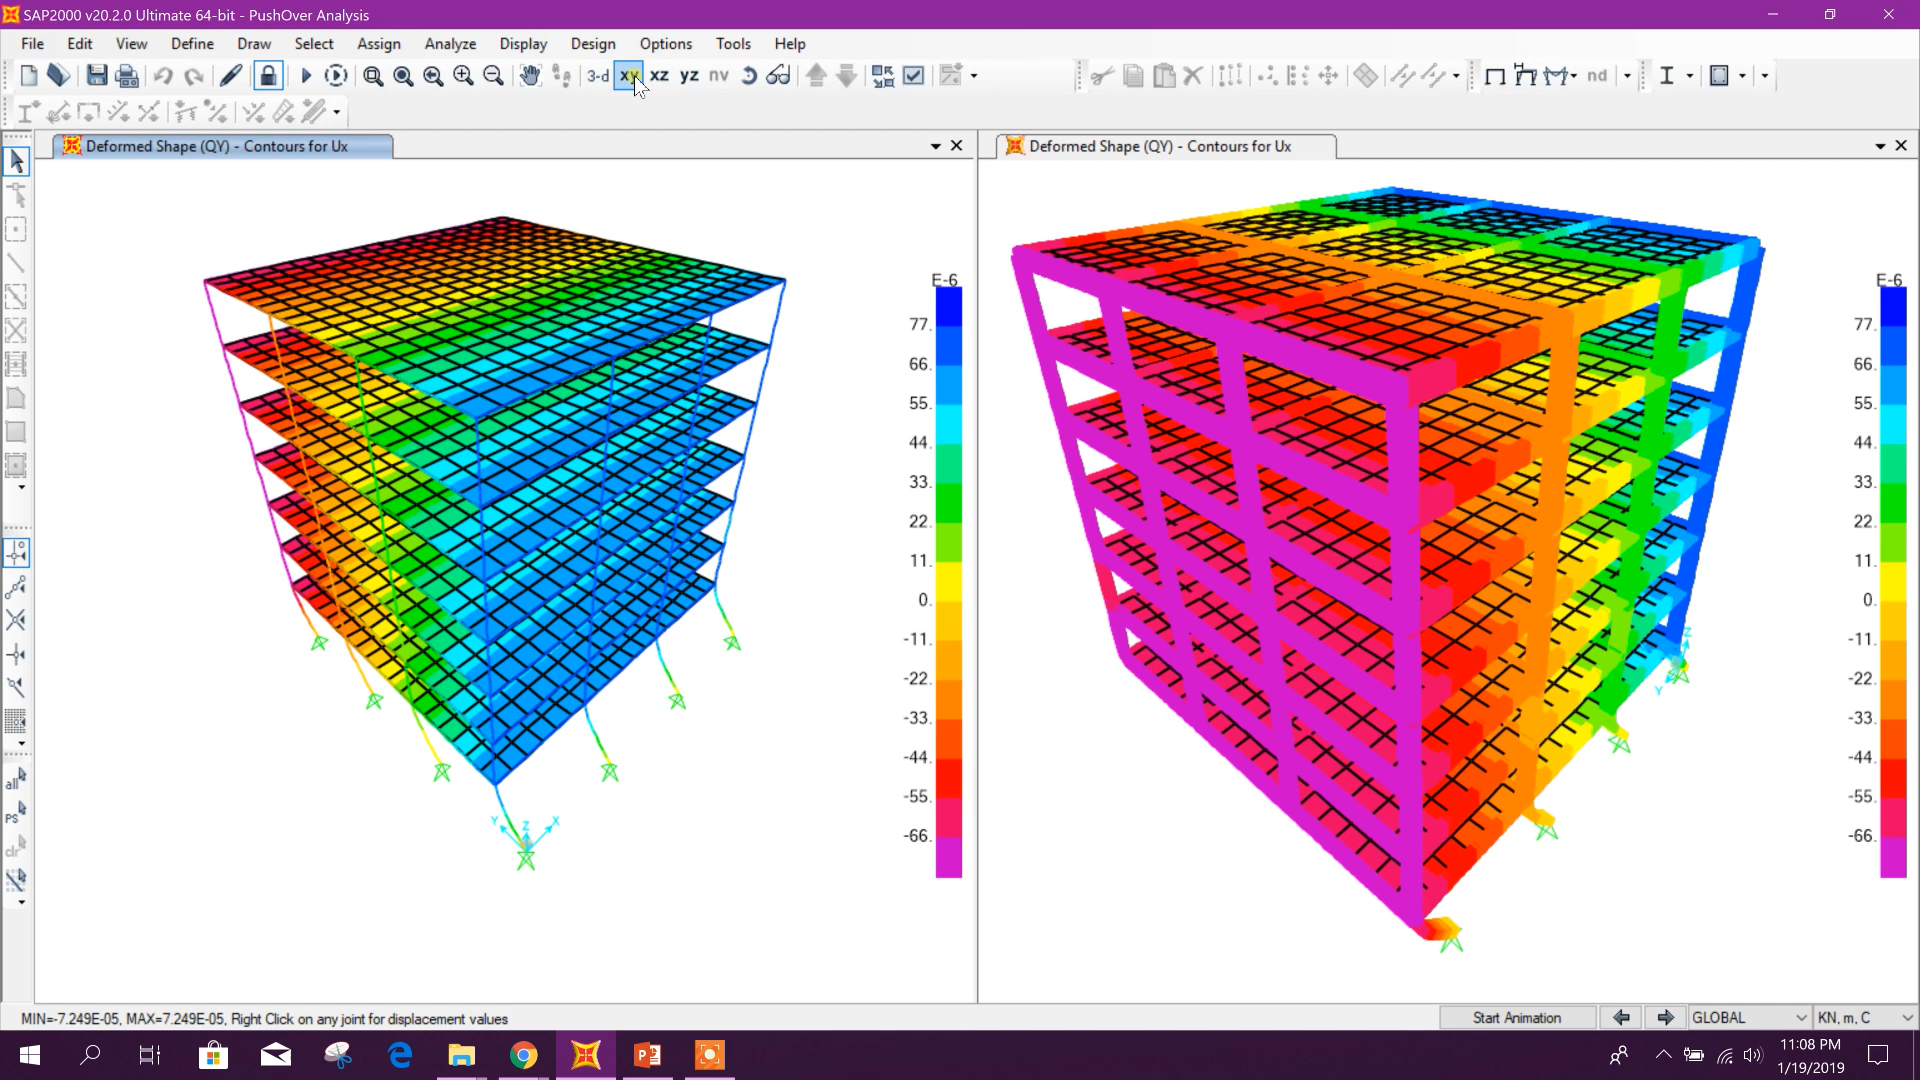 SAP2000 v20.2.0 Ultimate 64-bit - PushOver Analysis
File Edit View Define Draw Select Assign Analyze Display Design Options Tools Help
3-d xy xz yz nv nd
Deformed Shape (QY) - Contours for Ux
Deformed Shape (QY) - Contours for Ux
E-6
77.
66.
55.
44.
33.
22.
11.
0.
-11.
-22.
-33.
-44.
-55.
-66.
Y Z X
E-6
77.
66.
55.
44.
33.
22.
11.
0.
-11.
-22.
-33.
-44.
-55.
-66.
Z
Y
all
PS
clr
MIN=-7.249E-05, MAX=7.249E-05, Right Click on any joint for displacement values
Start Animation
GLOBAL
KN, m, C
11:08 PM
1/19/2019